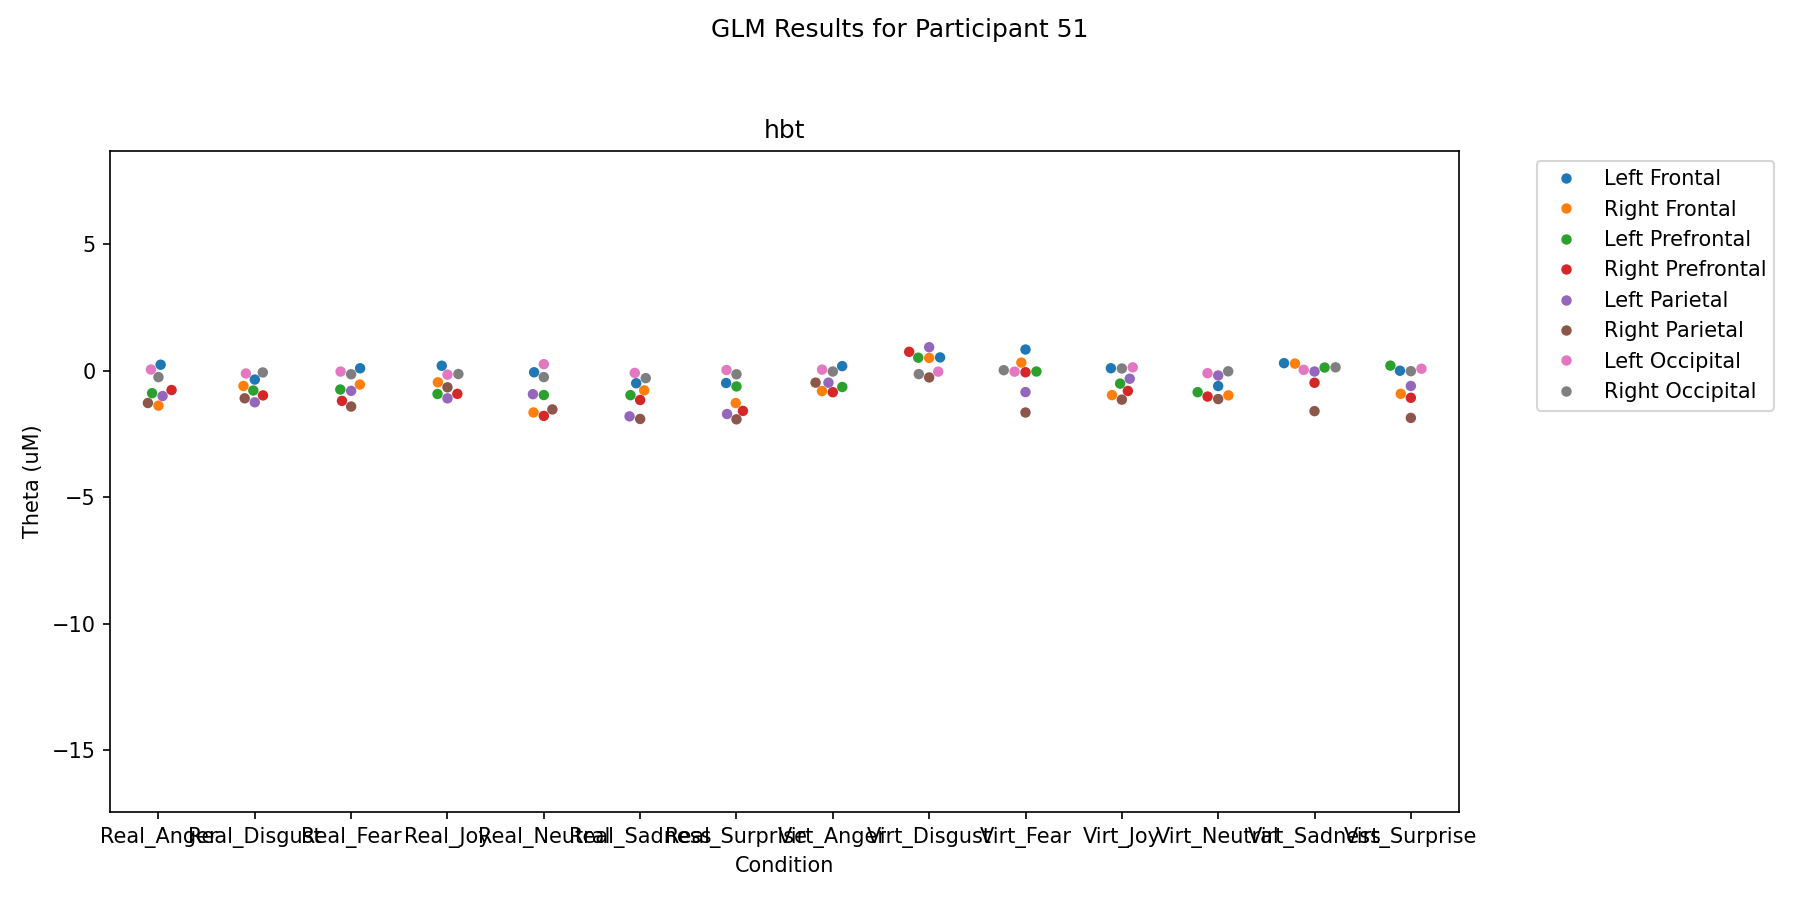 GLM Results for Participant 51
hbt
Theta (uM)
5
0
−5
−10
−15
Real_Anger Real_Disgust Real_Fear Real_Joy Real_Neutral Real_Sadness Real_Surprise Virt_Anger Virt_Disgust Virt_Fear Virt_Joy Virt_Neutral Virt_Sadness Virt_Surprise
Condition
Left Frontal
Right Frontal
Left Prefrontal
Right Prefrontal
Left Parietal
Right Parietal
Left Occipital
Right Occipital